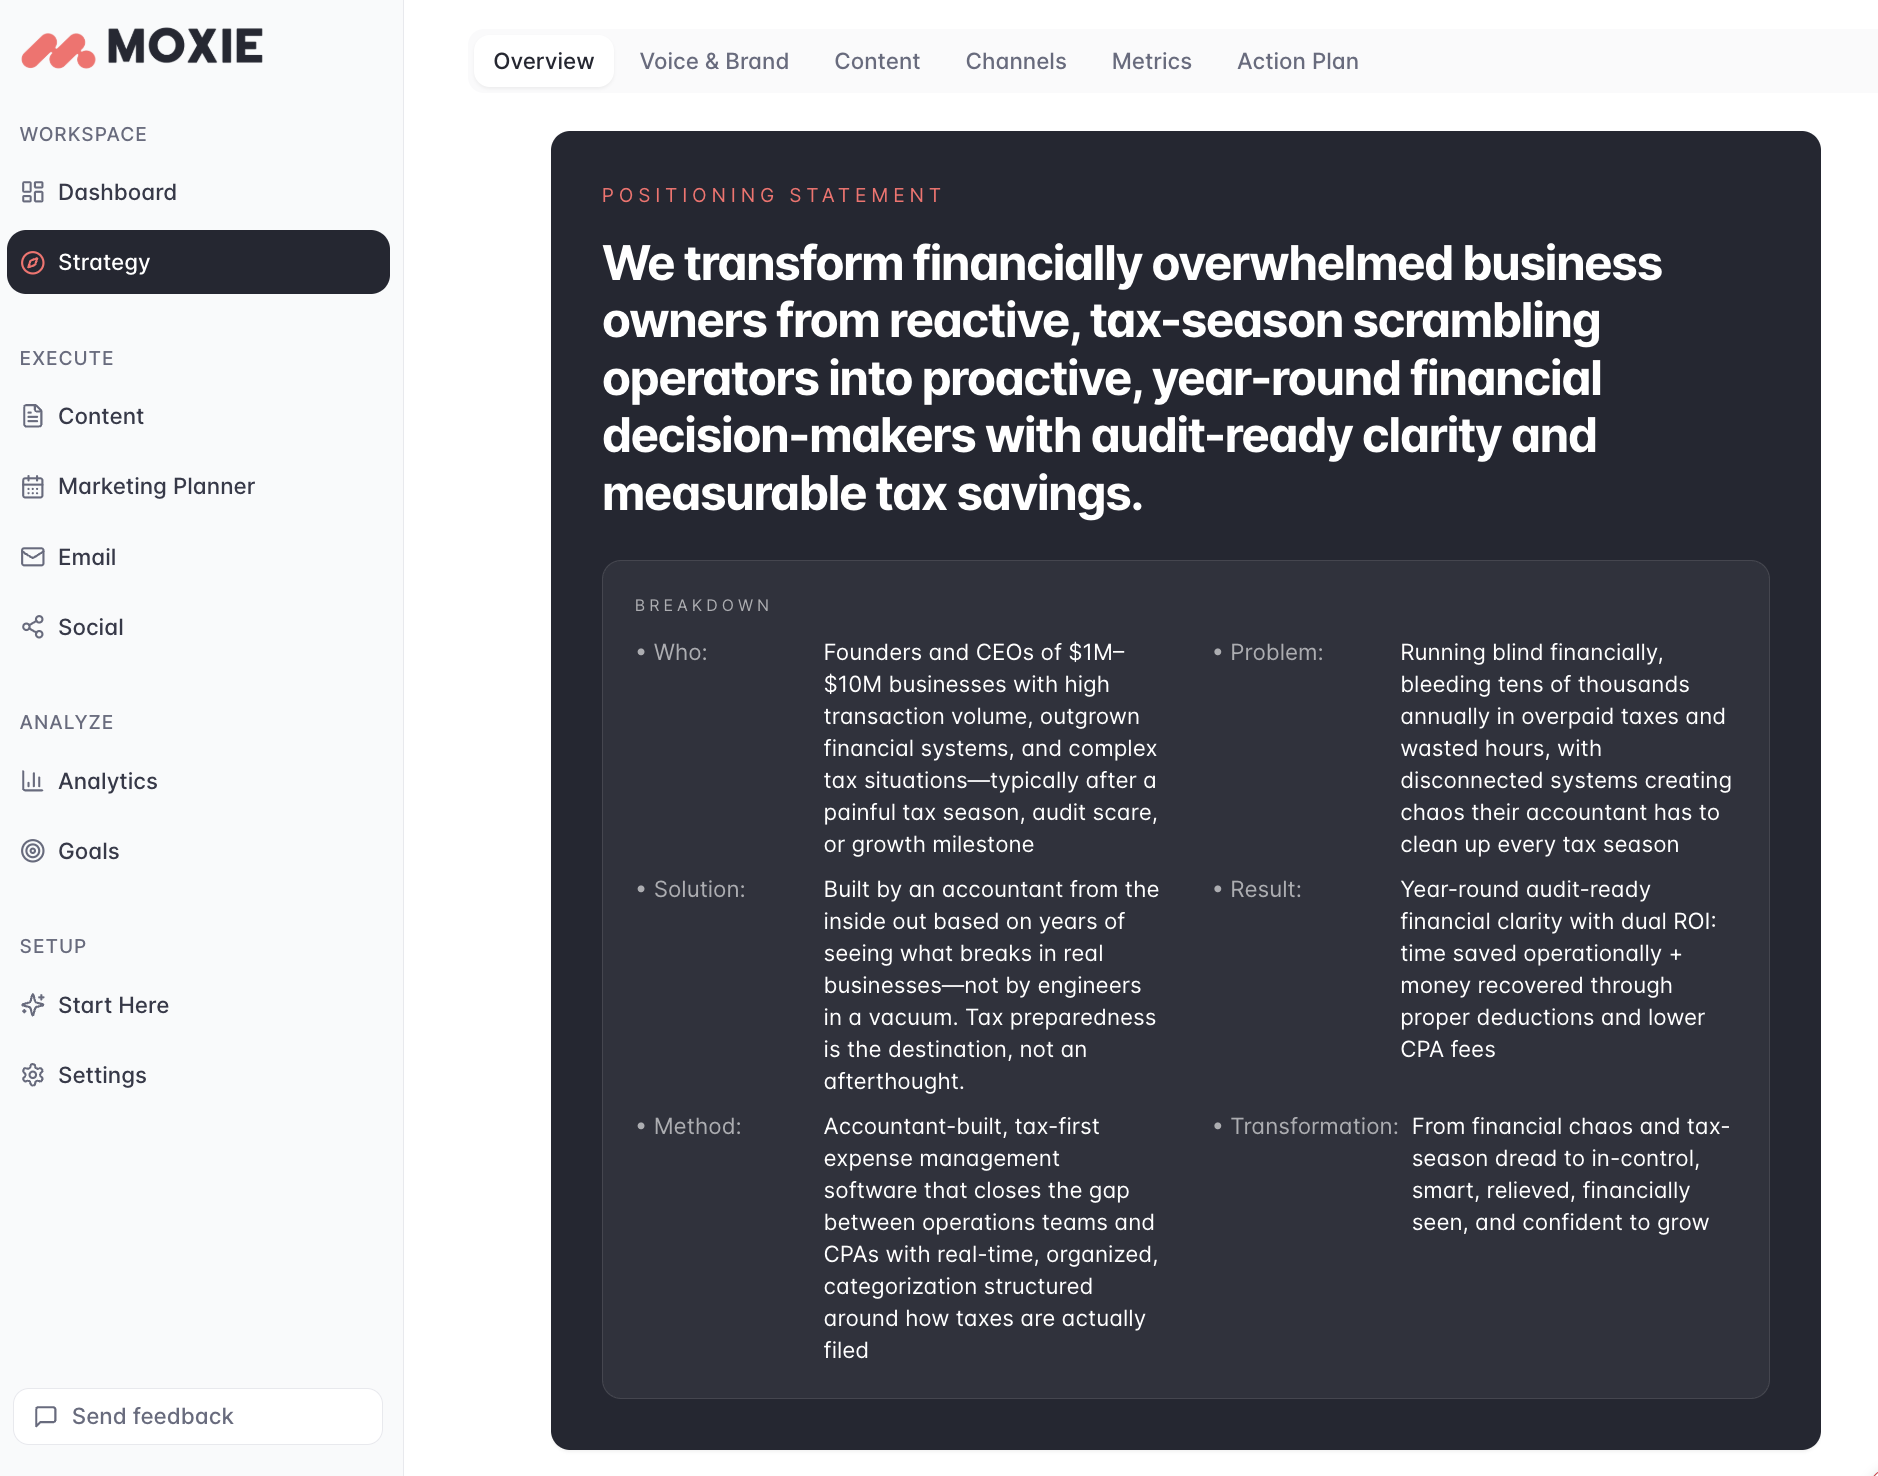 MOXIE
WORKSPACE
Dashboard
Strategy
EXECUTE
Content
Marketing Planner
Email
Social
ANALYZE
Analytics
Goals
SETUP
Start Here
Settings
Send feedback
Overview
Voice & Brand
Content
Channels
Metrics
Action Plan
POSITIONING STATEMENT
We transform financially overwhelmed business
owners from reactive, tax-season scrambling
operators into proactive, year-round financial
decision-makers with audit-ready clarity and
measurable tax savings.
BREAKDOWN
• Who:
Founders and CEOs of $1M–
$10M businesses with high
transaction volume, outgrown
financial systems, and complex
tax situations—typically after a
painful tax season, audit scare,
or growth milestone
• Problem:
Running blind financially,
bleeding tens of thousands
annually in overpaid taxes and
wasted hours, with
disconnected systems creating
chaos their accountant has to
clean up every tax season
• Solution:
Built by an accountant from the
inside out based on years of
seeing what breaks in real
businesses—not by engineers
in a vacuum. Tax preparedness
is the destination, not an
afterthought.
• Result:
Year-round audit-ready
financial clarity with dual ROI:
time saved operationally +
money recovered through
proper deductions and lower
CPA fees
• Method:
Accountant-built, tax-first
expense management
software that closes the gap
between operations teams and
CPAs with real-time, organized,
categorization structured
around how taxes are actually
filed
• Transformation:
From financial chaos and tax-
season dread to in-control,
smart, relieved, financially
seen, and confident to grow